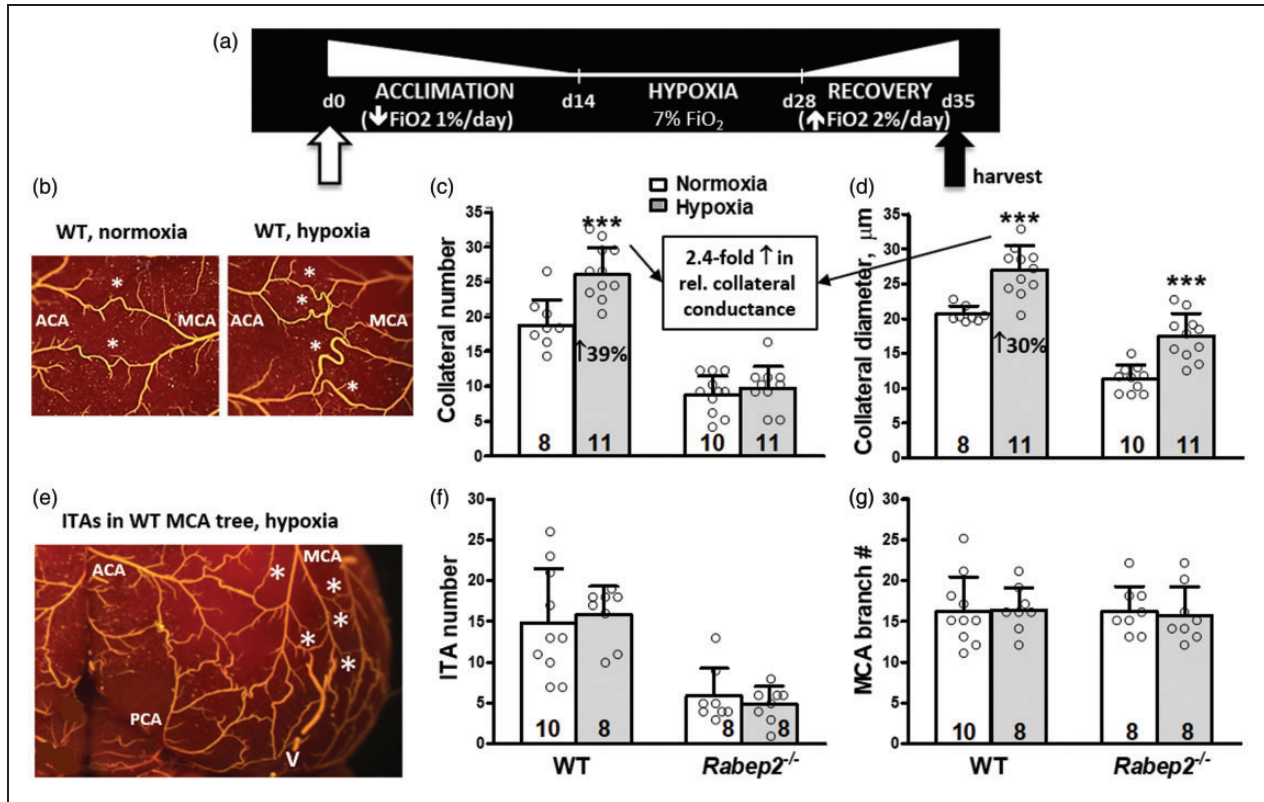 (a)
d0
ACCLIMATION
(↓FiO2 1%/day)
d14
HYPOXIA
7% FiO₂
d28
RECOVERY
(↑FiO2 2%/day)
d35
harvest
(b)
WT, normoxia
WT, hypoxia
*
*
ACA
MCA
*
*
*
*
ACA
MCA
(c)
Normoxia
Hypoxia
Collateral number
35
30
25
20
15
10
5
0
***
↑39%
8
11
10
11
2.4-fold ↑ in
rel. collateral
conductance
(d)
Collateral diameter, μm
35
30
25
20
15
10
5
0
***
***
↑30%
8
11
10
11
(e)
ITAs in WT MCA tree, hypoxia
ACA
MCA
*
*
*
*
*
PCA
V
(f)
ITA number
30
25
20
15
10
5
0
10
8
8
8
WT
Rabep2-/-
(g)
MCA branch #
30
25
20
15
10
5
0
10
8
8
8
WT
Rabep2-/-